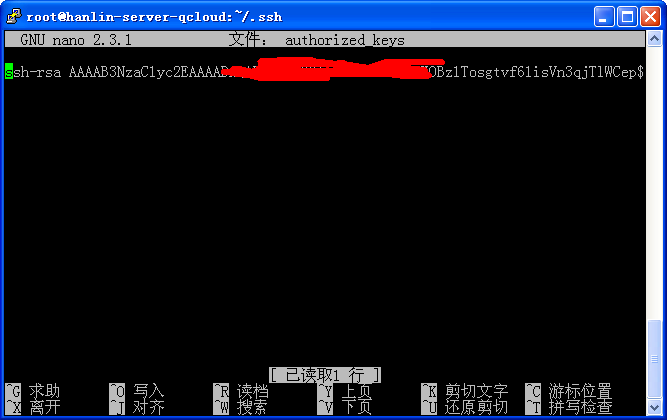 root@hanlin-server-qcloud:~/.ssh
GNU nano 2.3.1 文件: authorized_keys
ssh-rsa AAAAB3NzaC1yc2EAAAAD OBz1Tosgtvf6lisVn3qjTlWCep$
[ 已读取1 行 ]
^G 求助 ^O 写入 ^R 读档 ^Y 上页 ^K 剪切文字 ^C 游标位置
^X 离开 ^J 对齐 ^W 搜索 ^V 下页 ^U 还原剪切 ^T 拼写检查